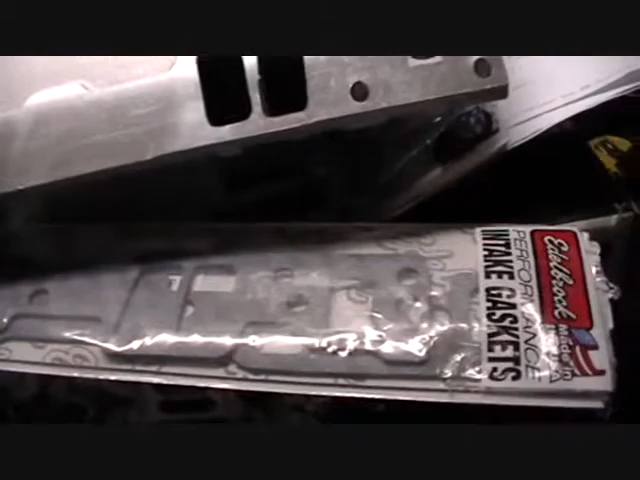 Edelbrock
PERFORMANCE
INTAKE GASKETS
Made in
USA